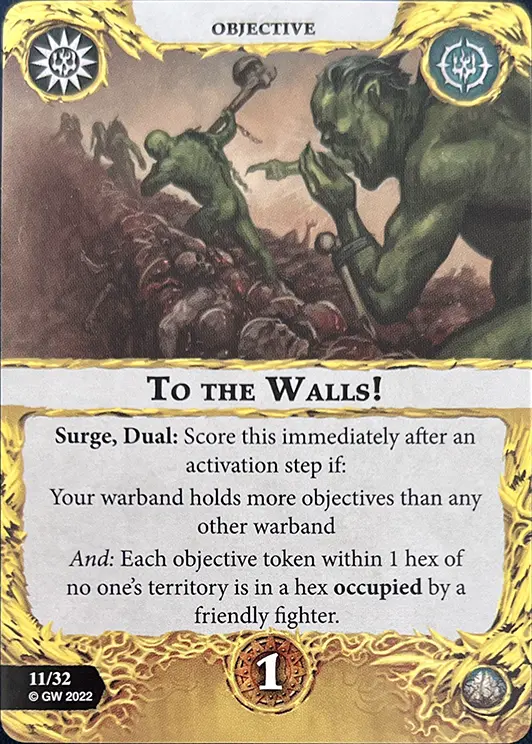 OBJECTIVE
TO THE WALLS!
Surge, Dual: Score this immediately after an
activation step if:
Your warband holds more objectives than any
other warband
And: Each objective token within 1 hex of
no one's territory is in a hex occupied by a
friendly fighter.
11/32
© GW 2022
1